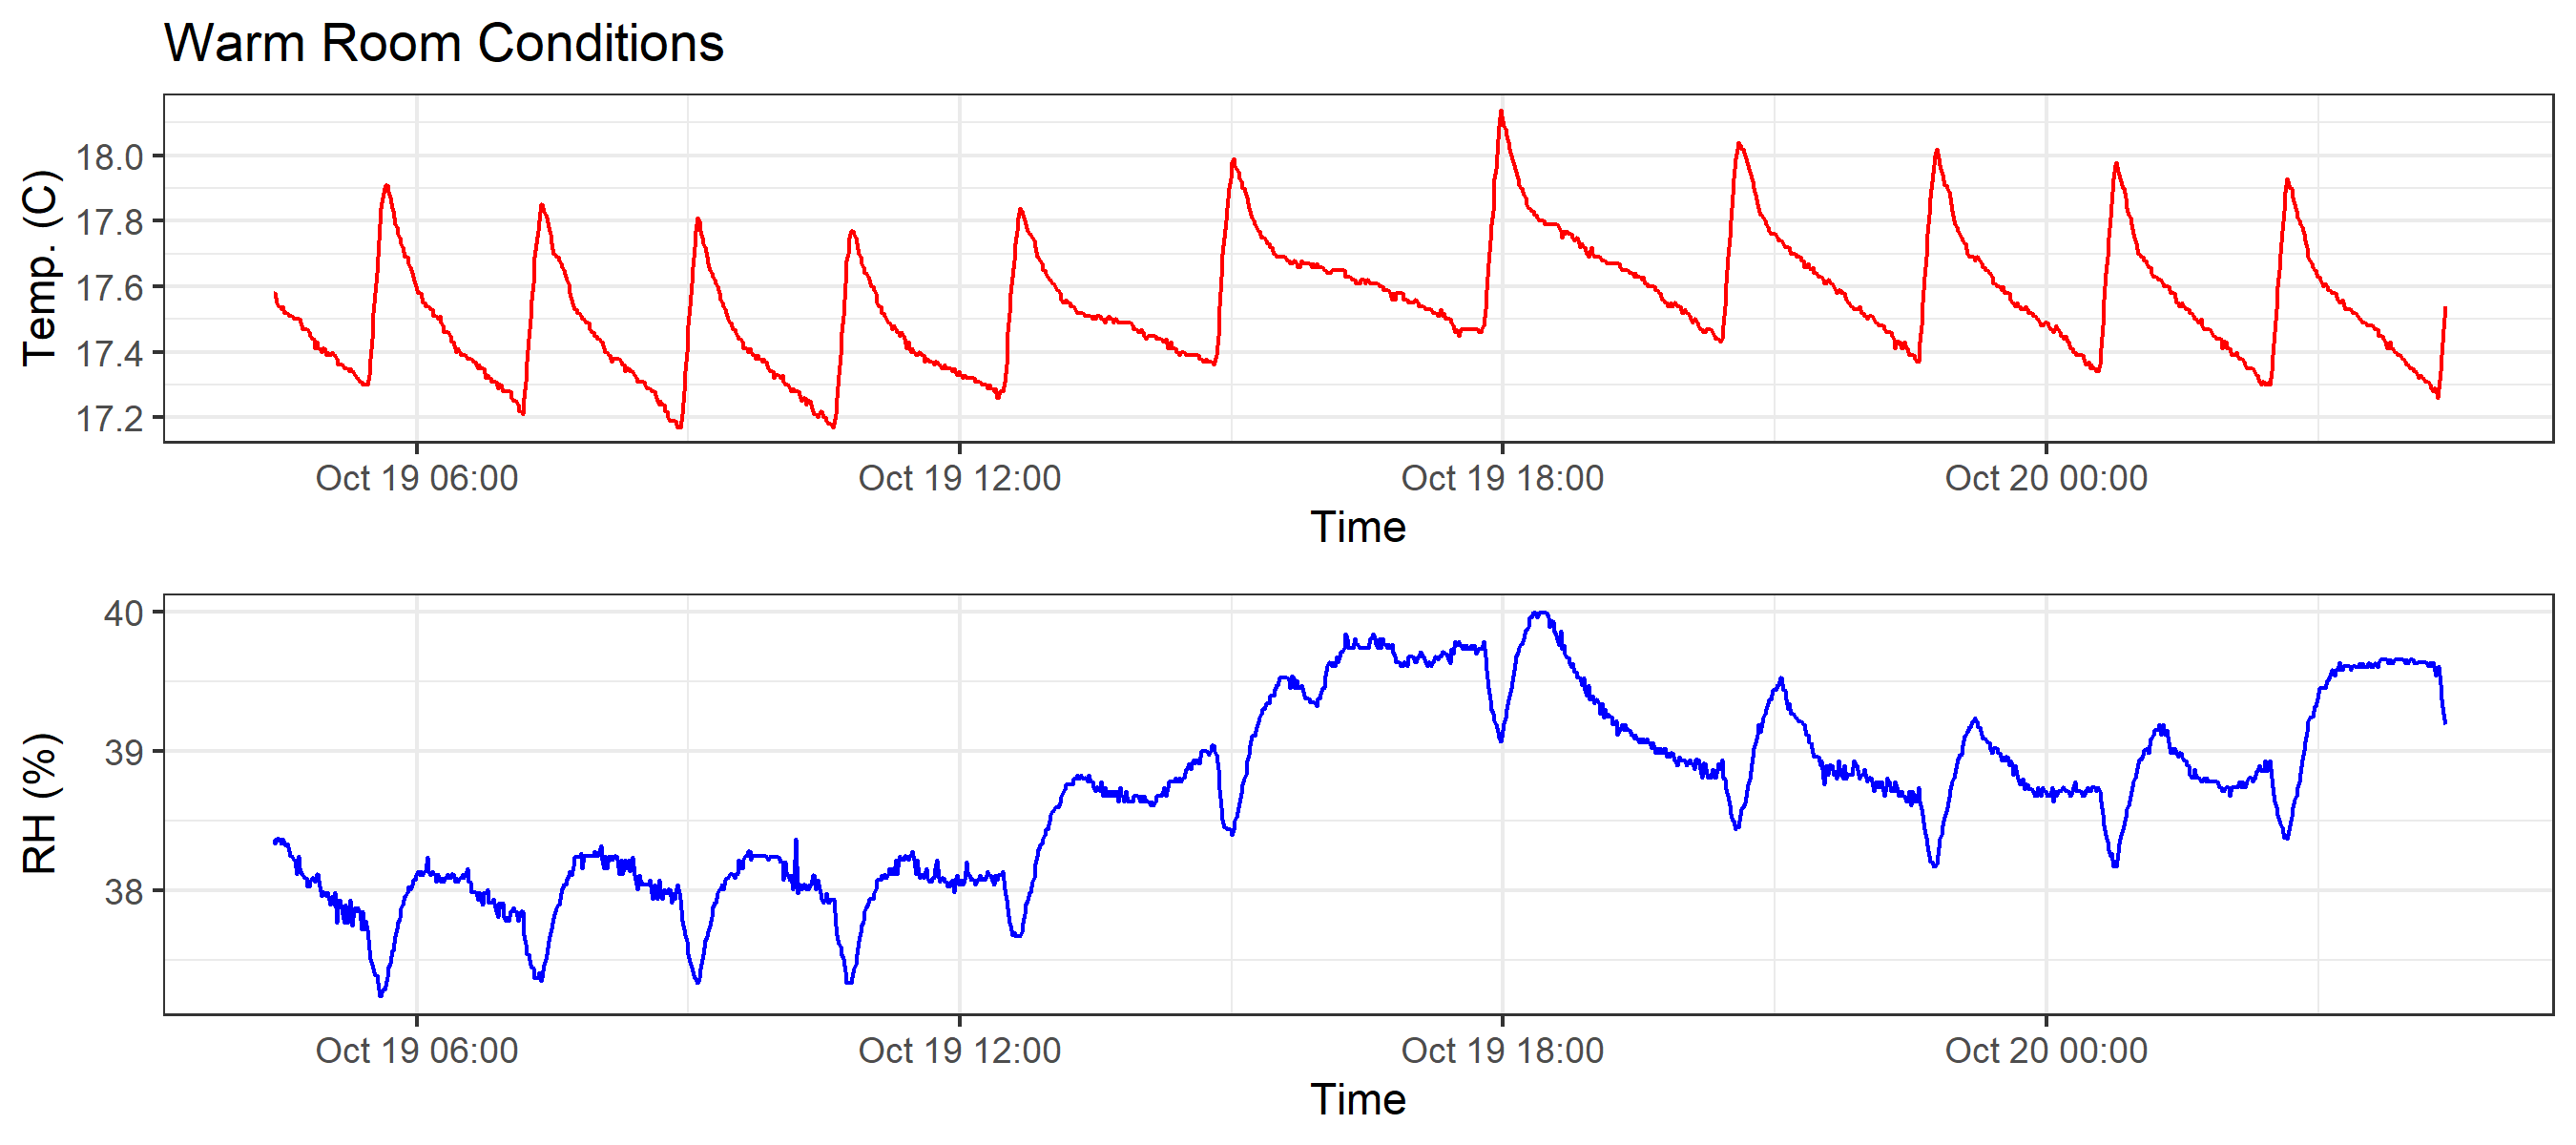 Warm Room Conditions
Temp. (C)
18.0
17.8
17.6
17.4
17.2
Oct 19 06:00 Oct 19 12:00 Oct 19 18:00 Oct 20 00:00
Time
RH (%)
40
39
38
Oct 19 06:00 Oct 19 12:00 Oct 19 18:00 Oct 20 00:00
Time